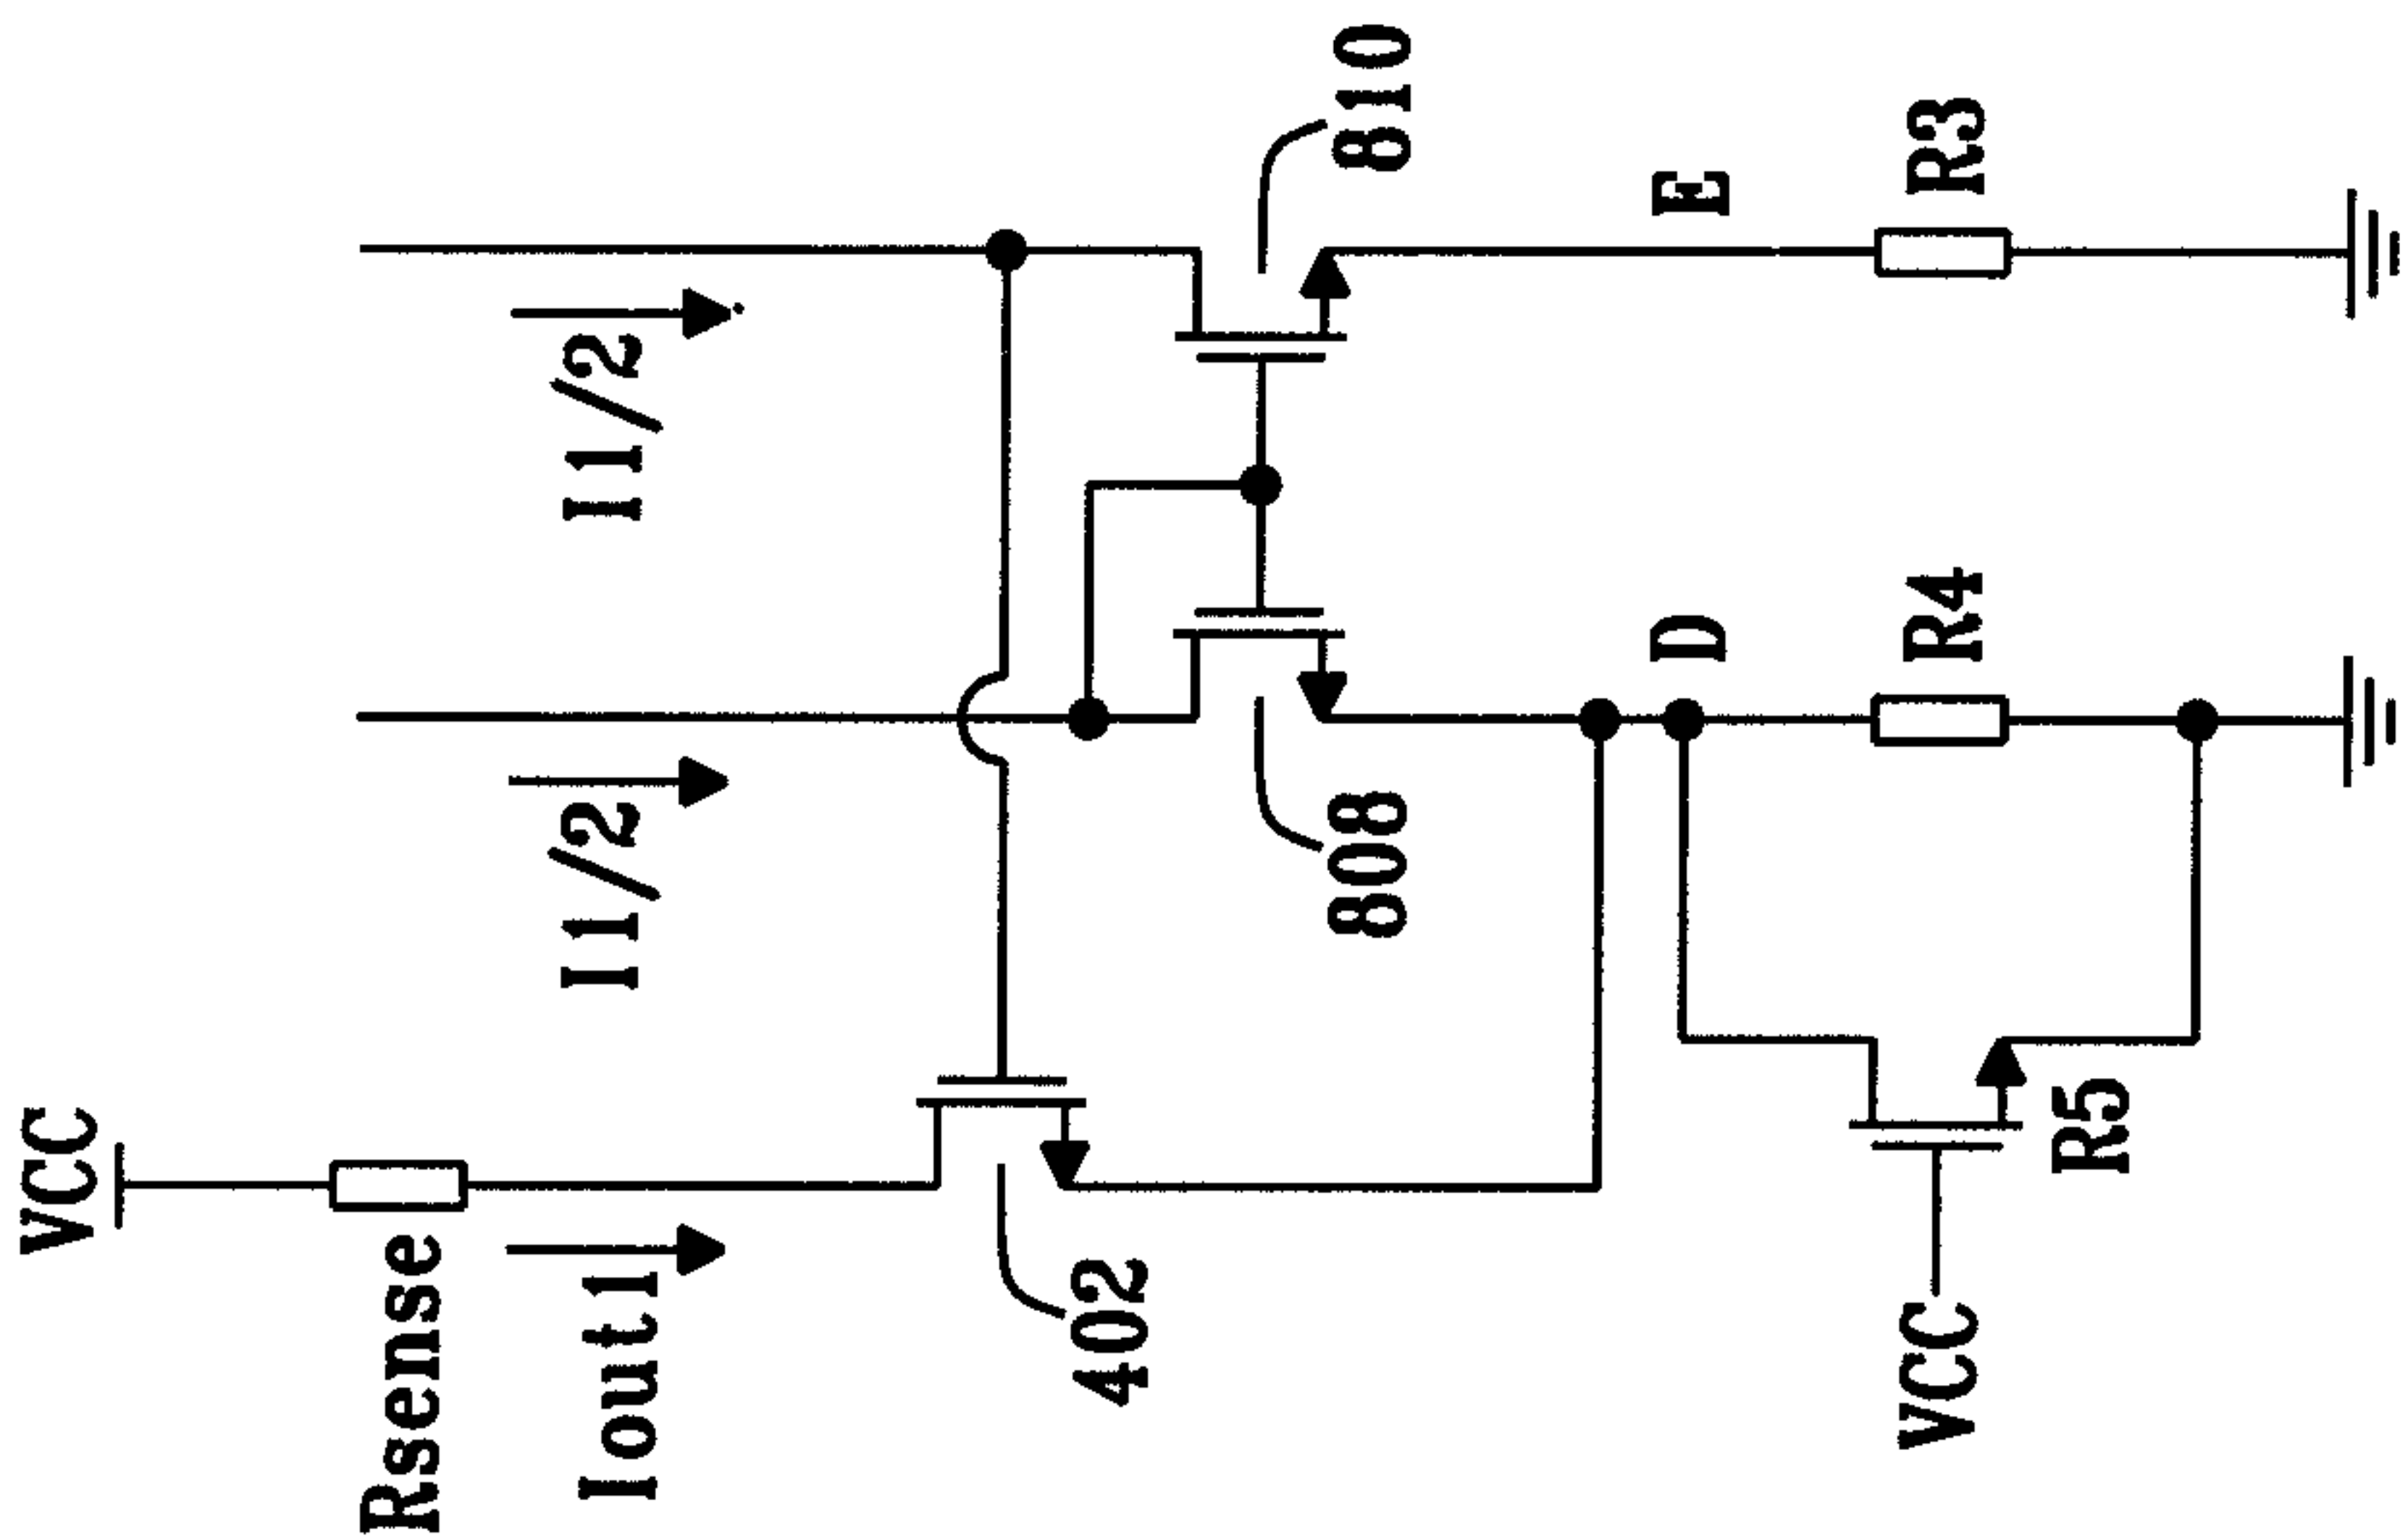 VCC
Rsense
Iout1
I1/2
I1/2
402
808
810
D
E
VCC
R5
R4
R3